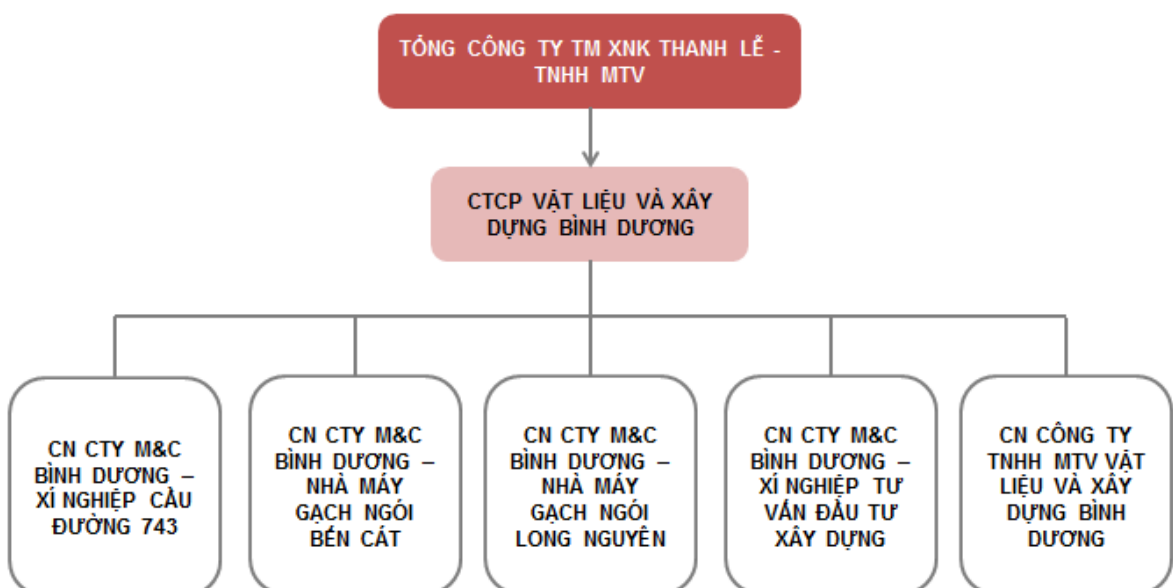 TỔNG CÔNG TY TM XNK THANH LỄ -
TNHH MTV
CTCP VẬT LIỆU VÀ XÂY
DỰNG BÌNH DƯƠNG
CN CTY M&C
BÌNH DƯƠNG –
XÍ NGHIỆP CẦU
ĐƯỜNG 743
CN CTY M&C
BÌNH DƯƠNG –
NHÀ MÁY
GẠCH NGÓI
BẾN CÁT
CN CTY M&C
BÌNH DƯƠNG –
NHÀ MÁY
GẠCH NGÓI
LONG NGUYÊN
CN CTY M&C
BÌNH DƯƠNG –
XÍ NGHIỆP TƯ
VẤN ĐẦU TƯ
XÂY DỰNG
CN CÔNG TY
TNHH MTV VẬT
LIỆU VÀ XÂY
DỰNG BÌNH
DƯƠNG